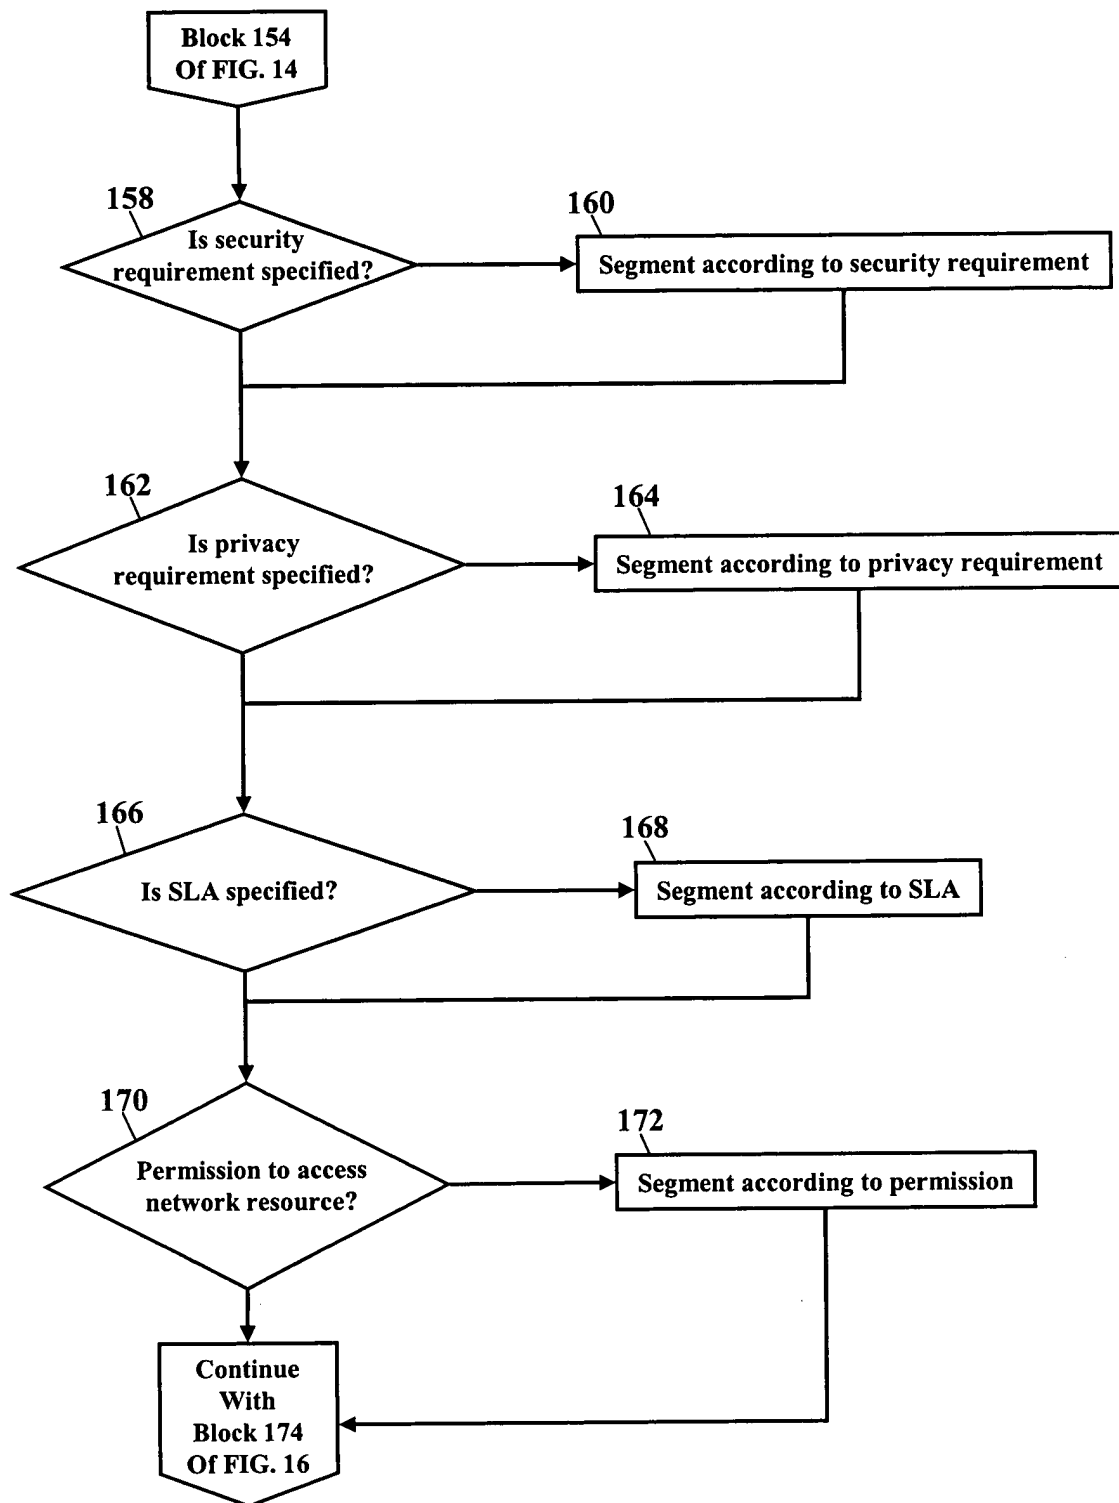 Block 154
Of FIG. 14
158
Is security
requirement specified?
160
Segment according to security requirement
162
Is privacy
requirement specified?
164
Segment according to privacy requirement
166
Is SLA specified?
168
Segment according to SLA
170
Permission to access
network resource?
172
Segment according to permission
Continue
With
Block 174
Of FIG. 16